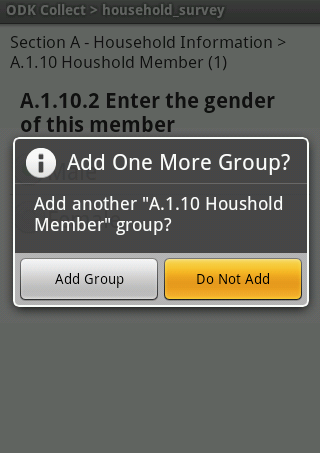 ODK Collect > household_survey
Section A - Household Information >
A.1.10 Houshold Member (1)
A.1.10.2 Enter the gender
of this member
Male
Add One More Group?
Add another "A.1.10 Houshold
Member" group?
Add Group
Do Not Add